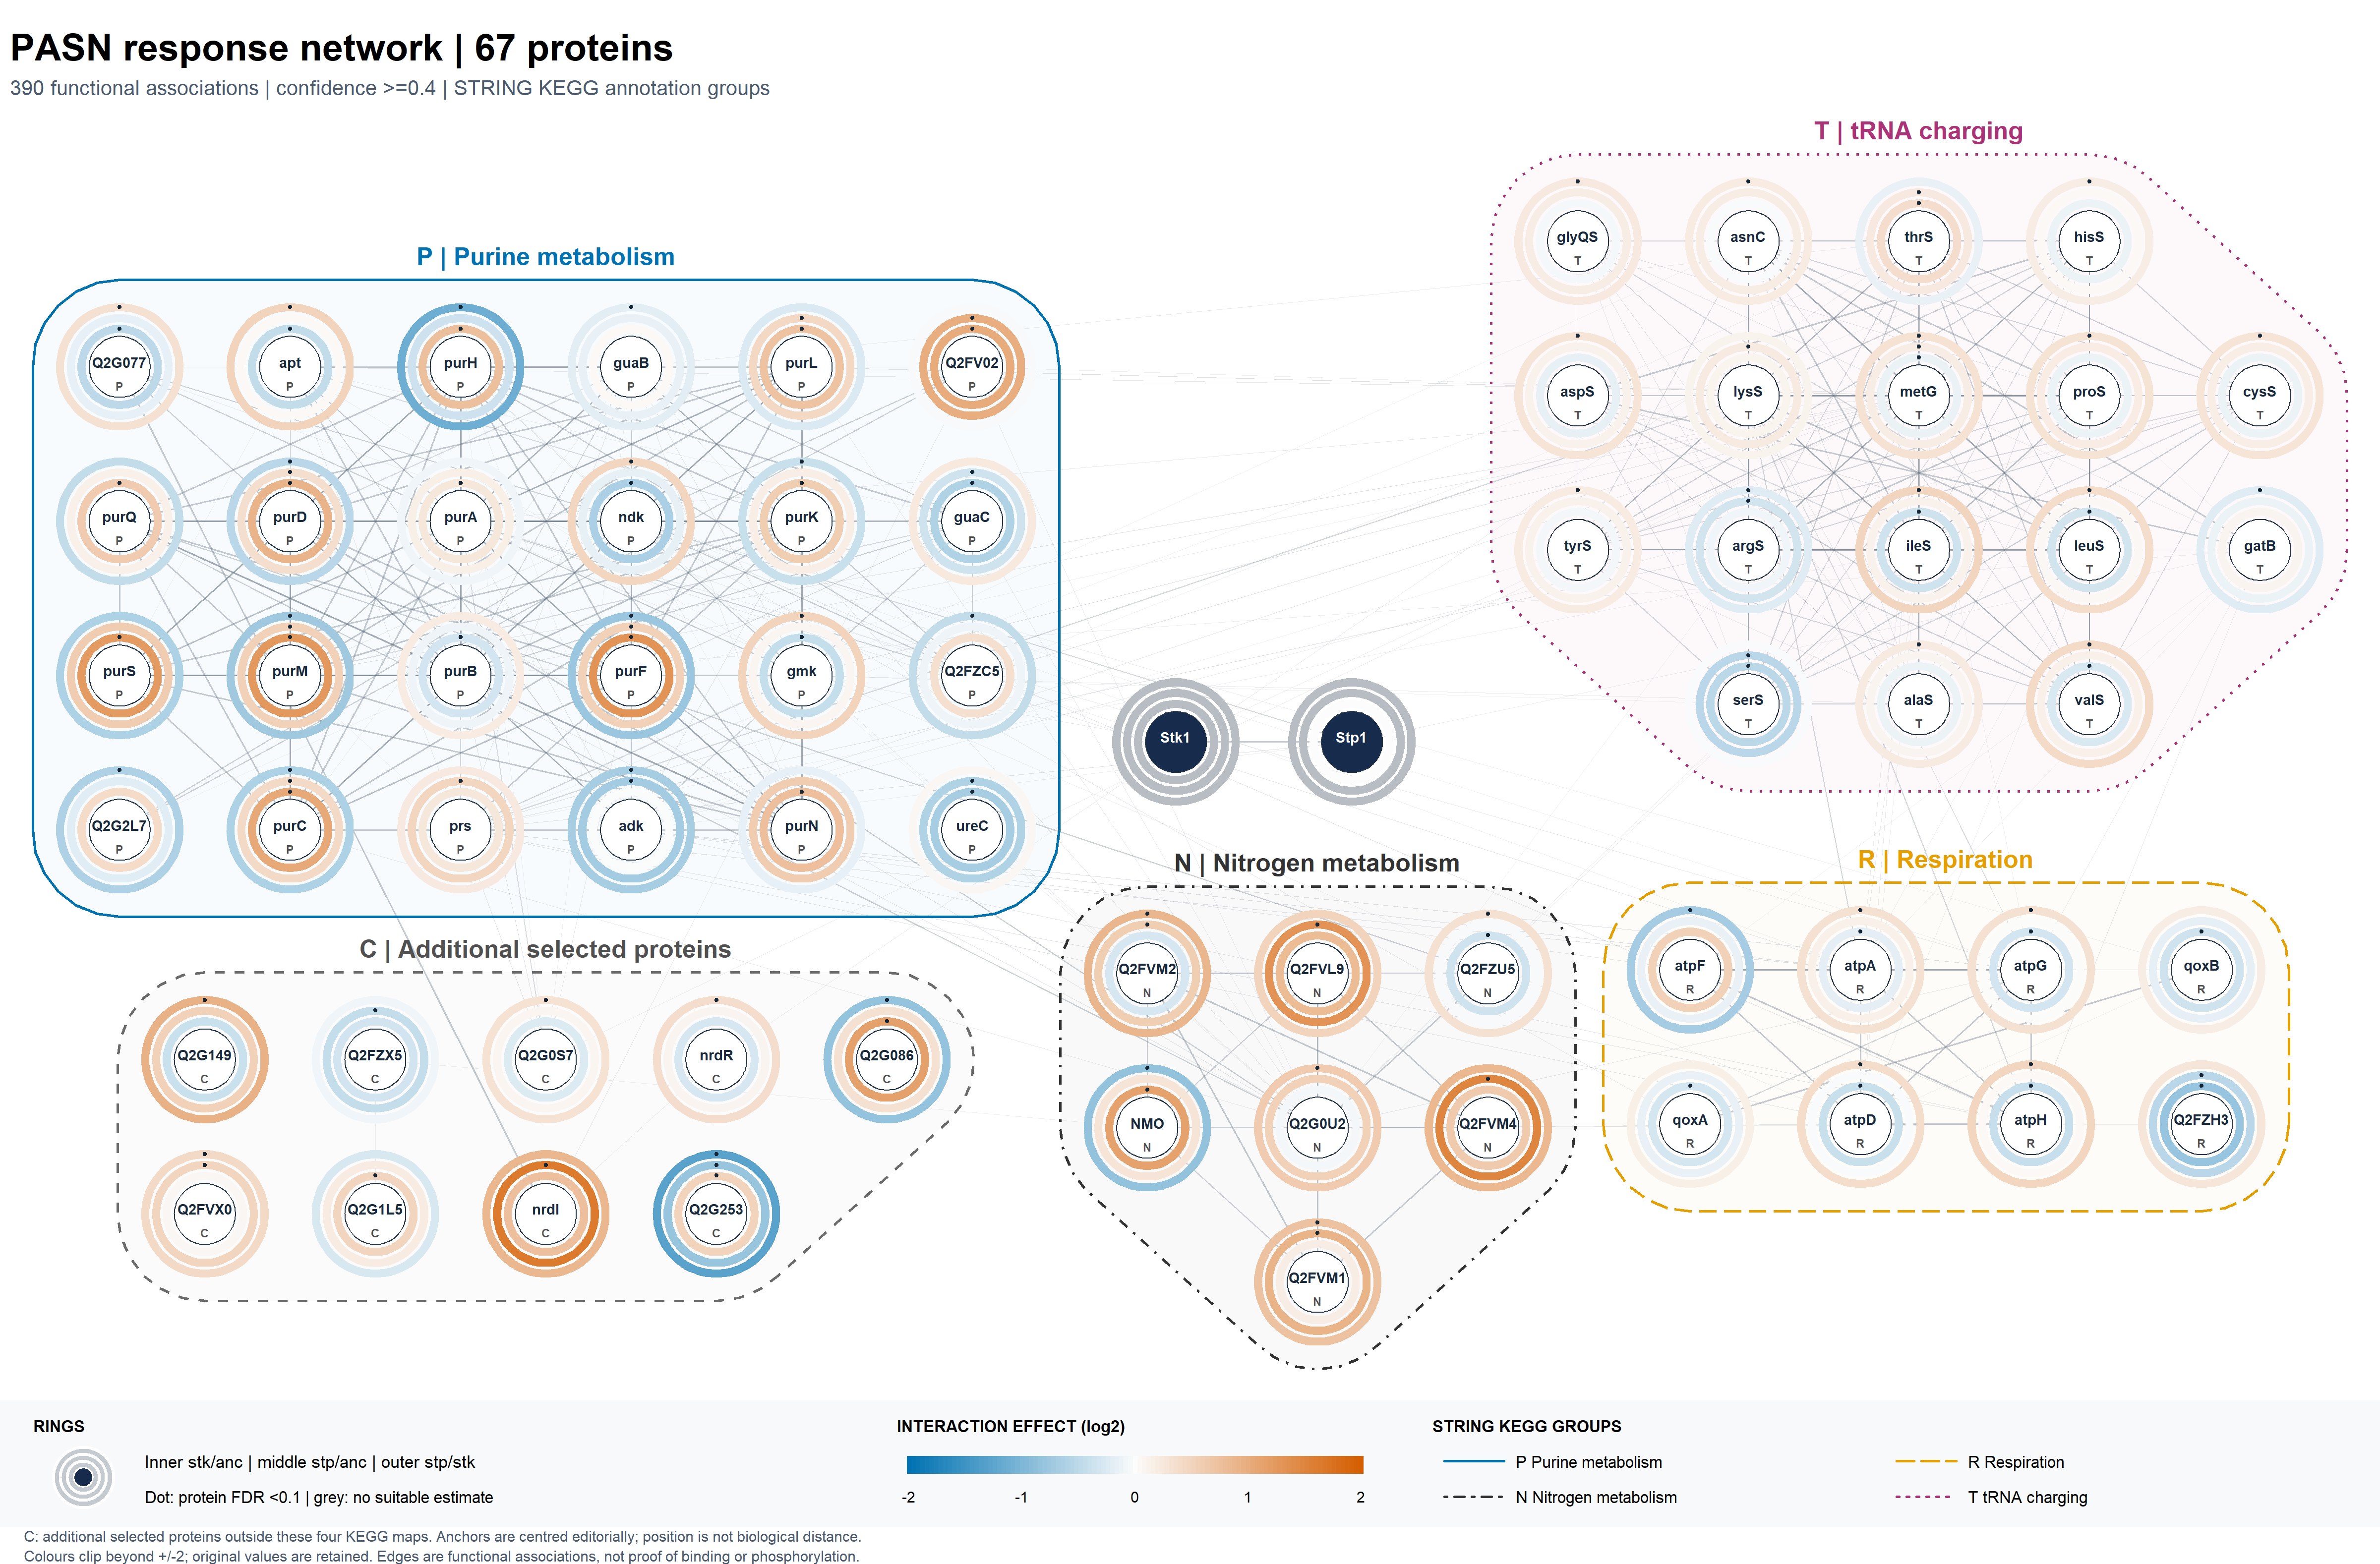 PASN response network | 67 proteins
390 functional associations | confidence >=0.4 | STRING KEGG annotation groups
T | tRNA charging
glyQS asnC thrS hisS
T T T T
aspS lysS metG proS cysS
T T T T T
tyrS argS ileS leuS gatB
T T T T T
serS alaS valS
T T T
P | Purine metabolism
Q2G077 apt purH guaB purL Q2FV02
P P P P P P
purQ purD purA ndk purK guaC
P P P P P P
purS purM purB purF gmk Q2FZC5
P P P P P P
Q2G2L7 purC prs adk purN ureC
P P P P P P
Stk1 Stp1
C | Additional selected proteins
Q2G149 Q2FZX5 Q2G0S7 nrdR Q2G086
C C C C C
Q2FVX0 Q2G1L5 nrdI Q2G253
C C C C
N | Nitrogen metabolism
Q2FVM2 Q2FVL9 Q2FZU5
N N N
NMO Q2G0U2 Q2FVM4
N N N
Q2FVM1
N
R | Respiration
atpF atpA atpG qoxB
R R R R
qoxA atpD atpH Q2FZH3
R R R R
RINGS
Inner stk/anc | middle stp/anc | outer stp/stk
Dot: protein FDR <0.1 | grey: no suitable estimate
INTERACTION EFFECT (log2)
-2 -1 0 1 2
STRING KEGG GROUPS
P Purine metabolism
R Respiration
N Nitrogen metabolism
T tRNA charging
C: additional selected proteins outside these four KEGG maps. Anchors are centred editorially; position is not biological distance.
Colours clip beyond +/-2; original values are retained. Edges are functional associations, not proof of binding or phosphorylation.